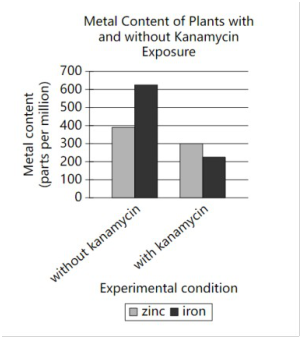 Metal Content of Plants with
and without Kanamycin
Exposure
Metal content
(parts per million)
700
600
500
400
300
200
100
0
without kanamycin
with kanamycin
Experimental condition
zinc iron